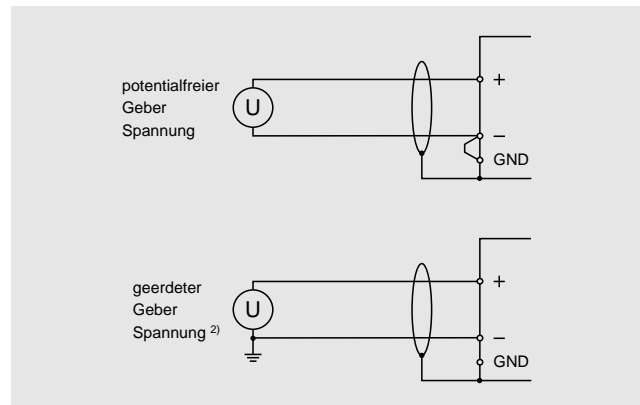 potentialfreier
Geber
Spannung
U
+
−
GND
geerdeter
Geber
Spannung 2)
U
+
−
GND